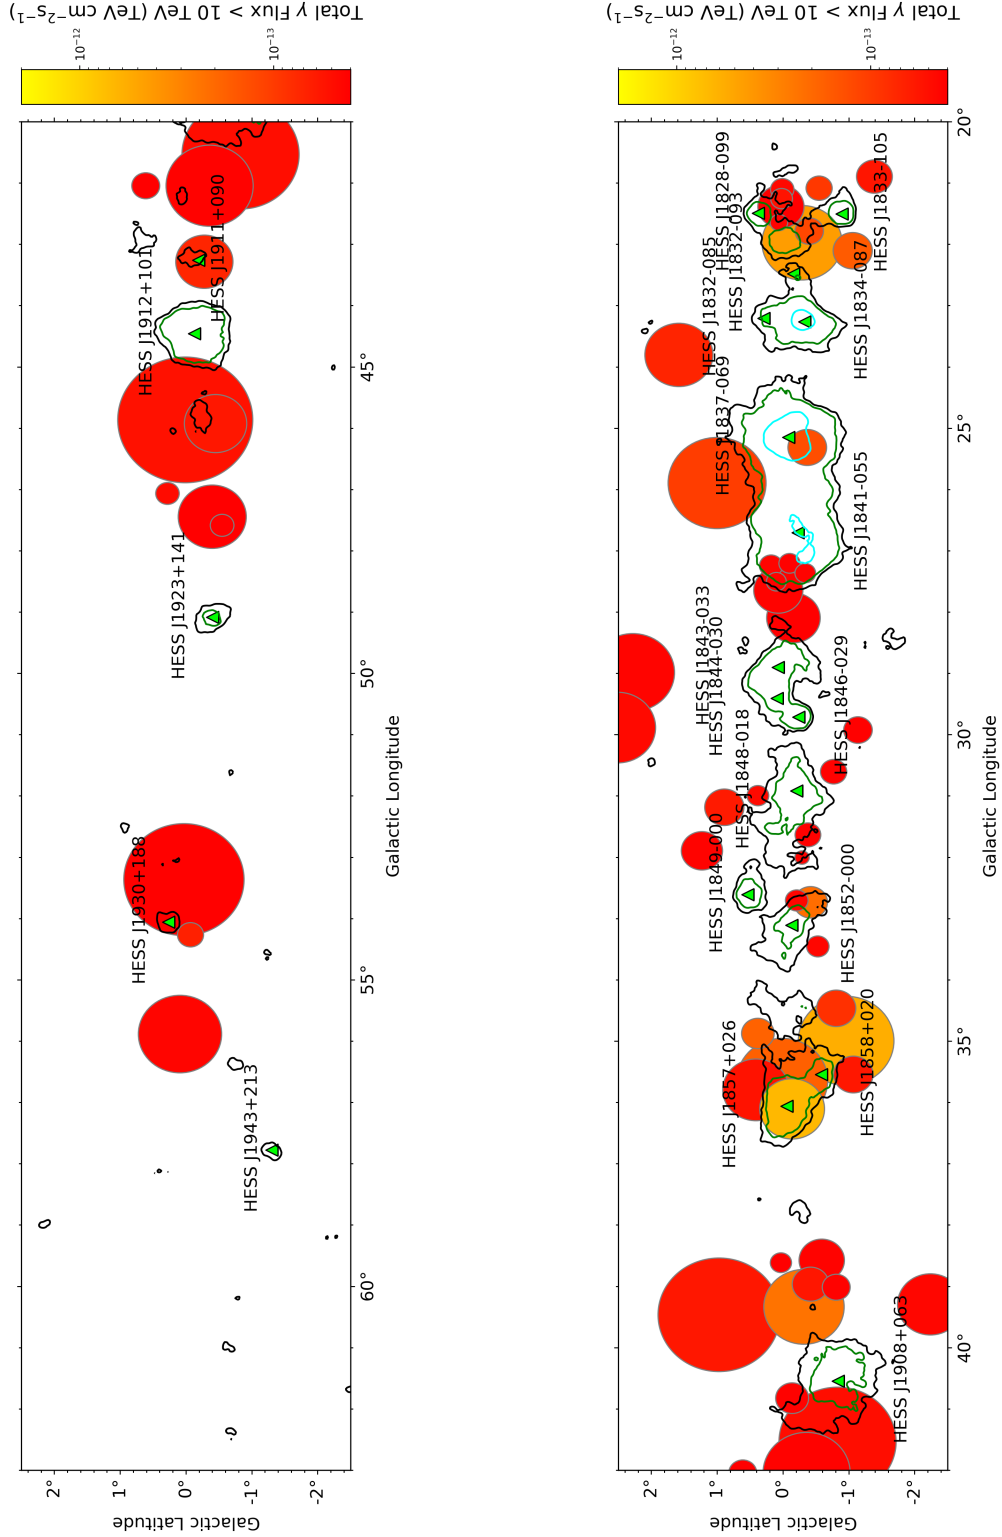 Total γ Flux > 10 TeV (TeV cm⁻²s⁻¹)
10⁻¹²
10⁻¹³
HESS J1943+213
HESS J1930+188
HESS J1923+141
HESS J1912+101
HESS J1911+090
2°
1°
0°
-1°
-2°
Galactic Latitude
60°
55°
50°
45°
Galactic Longitude
Total γ Flux > 10 TeV (TeV cm⁻²s⁻¹)
10⁻¹²
10⁻¹³
HESS J1908+063
HESS J1857+026
HESS J1858+020
HESS J1849-000
HESS J1852-000
HESS J1848-018
HESS J1846-029
HESS J1844-030
HESS J1843-033
HESS J1841-055
HESS J1837-069
HESS J1832-085
HESS J1834-087
HESS J1832-093
HESS J1828-099
HESS J1833-105
2°
1°
0°
-1°
-2°
Galactic Latitude
40°
35°
30°
25°
20°
Galactic Longitude